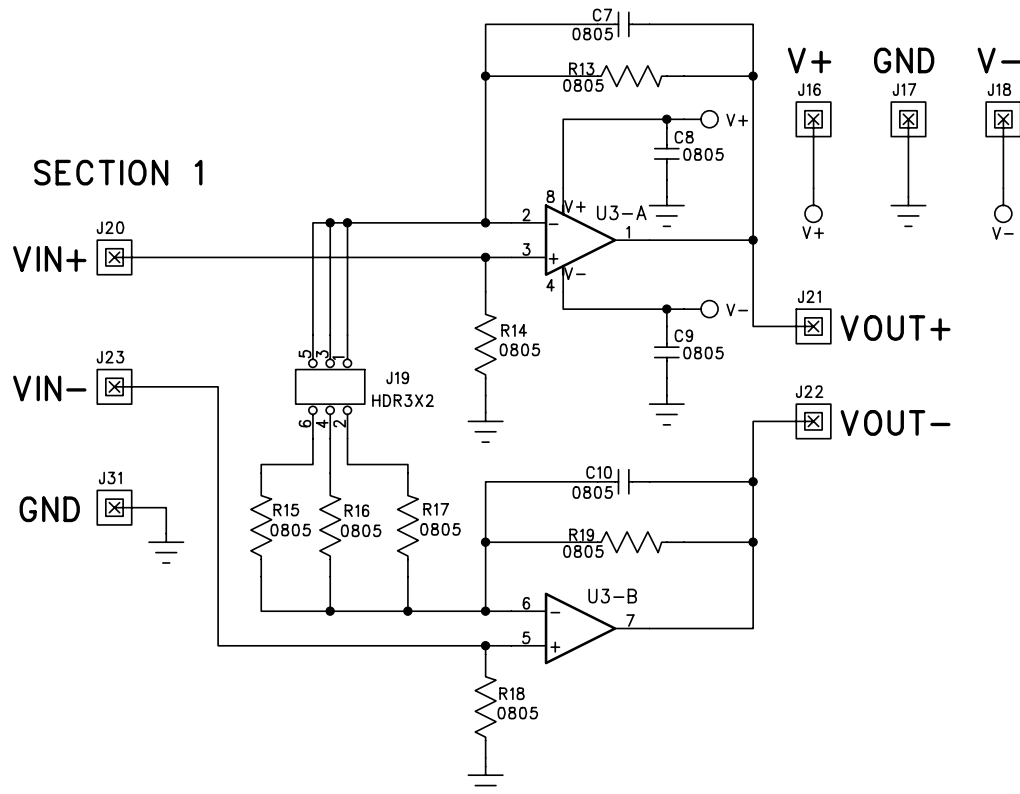 C7
0805
R13
0805
V+
GND
V-
J16
J17
J18
V+
C8
0805
SECTION 1
8
V+
U3-A
2
-
1
J20
VIN+
3
+
V-
4
V+
V-
V-
J21
VOUT+
R14
0805
C9
0805
5
3
1
J23
VIN-
J19
HDR3X2
6
4
2
J22
VOUT-
C10
0805
J31
GND
R15
0805
R16
0805
R17
0805
R19
0805
U3-B
6
-
7
5
+
R18
0805